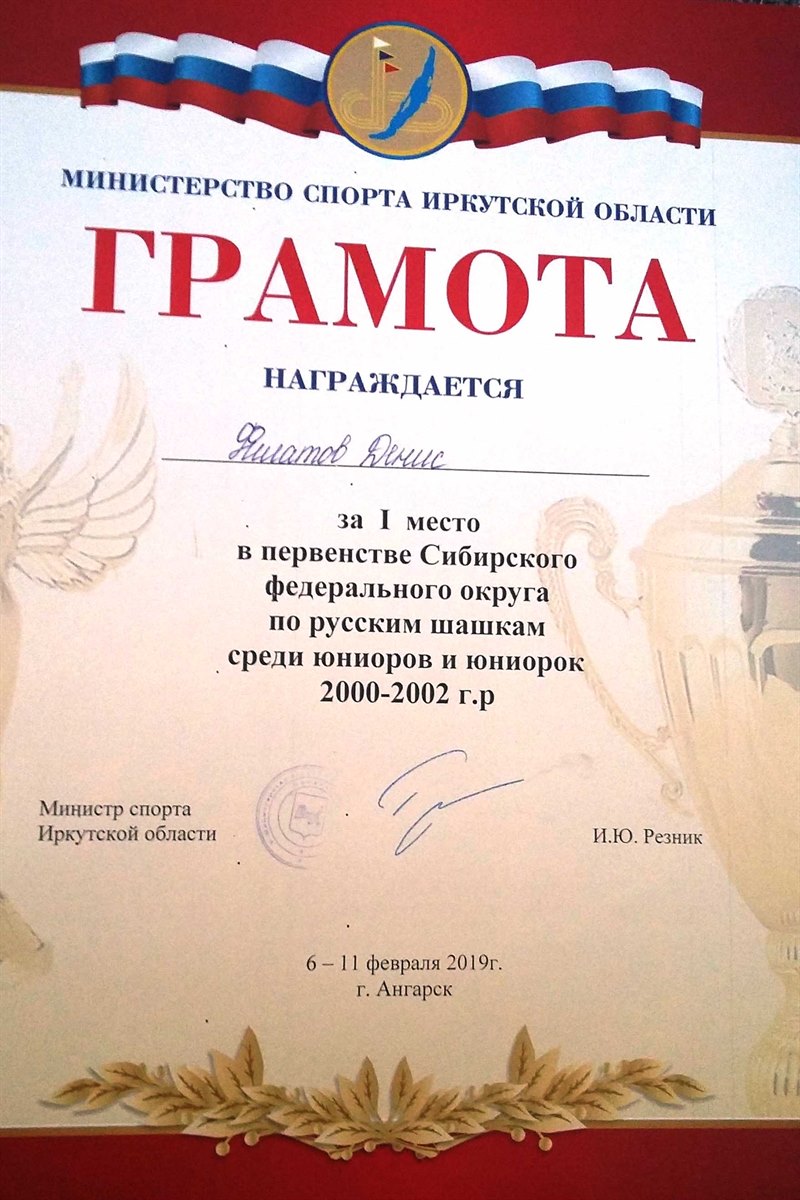 МИНИСТЕРСТВО СПОРТА ИРКУТСКОЙ ОБЛАСТИ
ГРАМОТА
НАГРАЖДАЕТСЯ
Филатов Денис
за I место
в первенстве Сибирского
федерального округа
по русским шашкам
среди юниоров и юниорок
2000-2002 г.р
Министр спорта
Иркутской области
И.Ю. Резник
6 – 11 февраля 2019г.
г. Ангарск